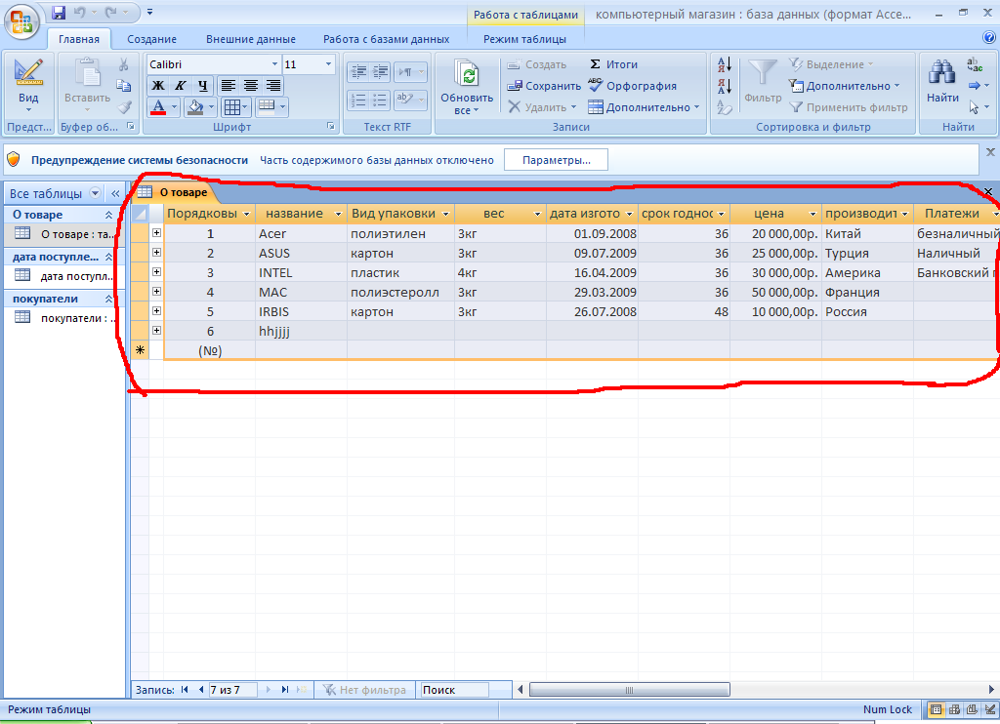 Работа с таблицами компьютерный магазин : база данных (формат Acce...
Главная Создание Внешние данные Работа с базами данных Режим таблицы
Вид
Предст...
Вставить
Буфер об...
Calibri 11
Ж К Ч
А
Шрифт
ab
Текст RTF
Обновить все
Создать
Сохранить
Удалить
Σ Итоги
ABC Орфография
Дополнительно
Записи
А Я
Я А
Фильтр
Выделение
Дополнительно
Применить фильтр
Сортировка и фильтр
Найти
ab ac
Найти
Предупреждение системы безопасности Часть содержимого базы данных отключено Параметры...
Все таблицы «
О товаре
О товаре : та...
дата поступле...
дата поступл...
покупатели
покупатели : ...
О товаре
Порядковы название Вид упаковки вес дата изгото срок годнос цена производит Платежи
1 Acer полиэтилен 3кг 01.09.2008 36 20 000,00р. Китай безналичный
2 ASUS картон 3кг 09.07.2009 36 25 000,00р. Турция Наличный
3 INTEL пластик 4кг 16.04.2009 36 30 000,00р. Америка Банковский
4 MAC полиэстеролл 3кг 29.03.2009 36 50 000,00р. Франция
5 IRBIS картон 3кг 26.07.2008 48 10 000,00р. Россия
6 hhjjjj
* (№)
Запись: 7 из 7 Нет фильтра Поиск
Режим таблицы Num Lock